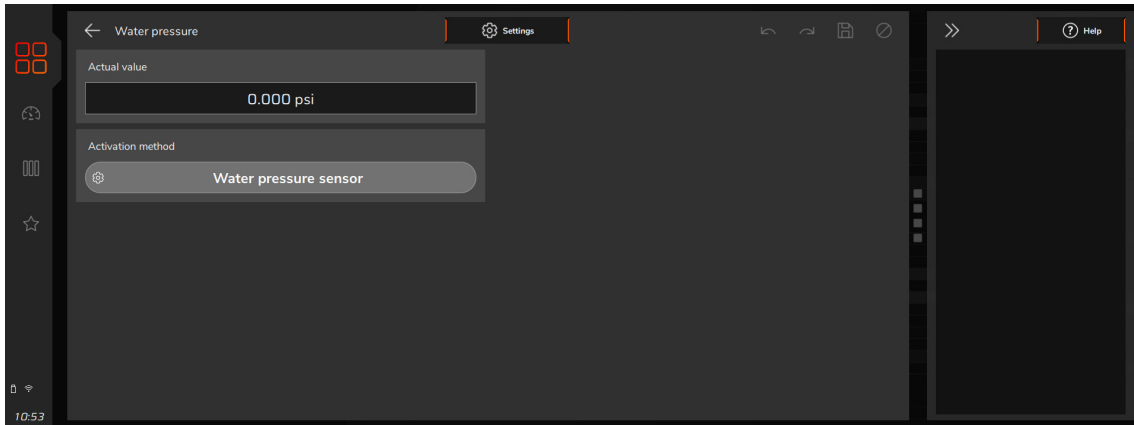 Water pressure
Settings
Help
Actual value
0.000 psi
Activation method
Water pressure sensor
10:53